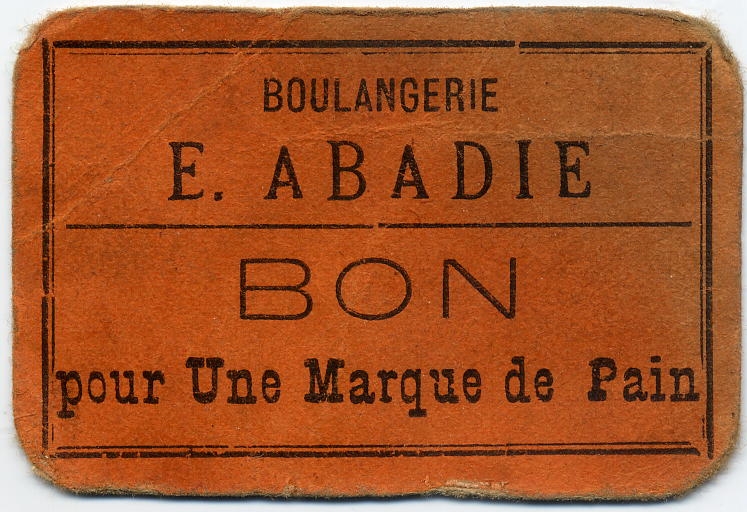 BOULANGERIE
E. ABADIE
BON
pour Une Marque de Pain